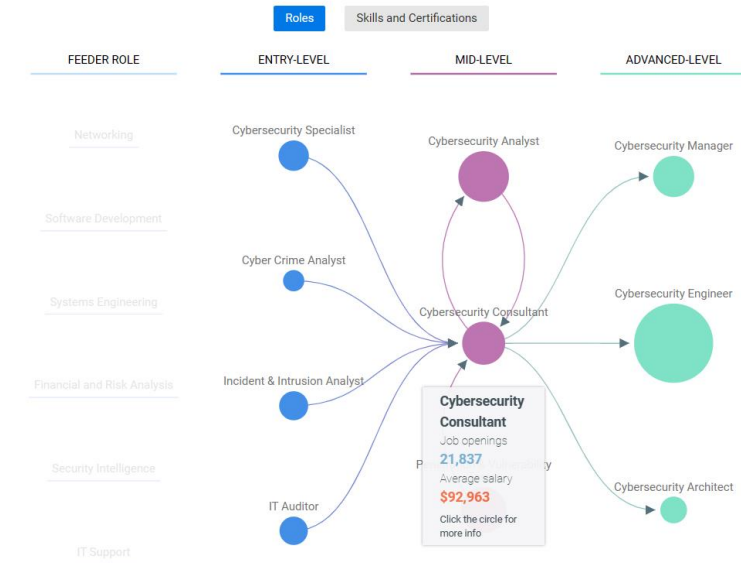 Roles
Skills and Certifications
FEEDER ROLE
ENTRY-LEVEL
MID-LEVEL
ADVANCED-LEVEL
Networking
Software Development
Systems Engineering
Financial and Risk Analysis
Security Intelligence
IT Support
Cybersecurity Specialist
Cyber Crime Analyst
Incident & Intrusion Analyst
IT Auditor
Cybersecurity Analyst
Cybersecurity Consultant
Cybersecurity
Consultant
Job openings
21,837
Average salary
$92,963
Click the circle for
more info
Cybersecurity Manager
Cybersecurity Engineer
Cybersecurity Architect